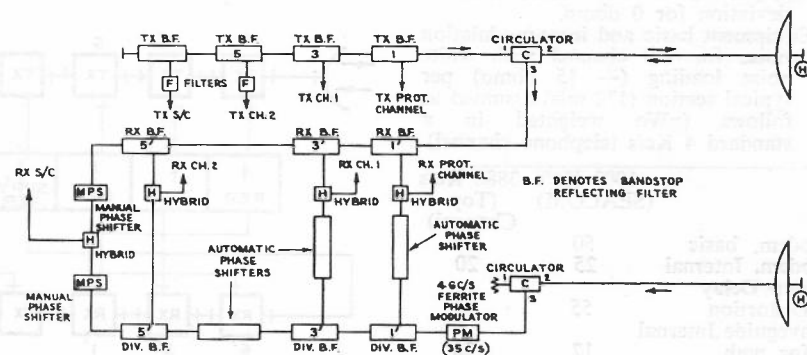 TX B.F.
TX B.F.
TX B.F.
TX B.F.
CIRCULATOR
5
3
1
1
C
2
3
H
F
FILTERS
F
TX S/C
TX CH.2
TX CH.1
TX PROT.
CHANNEL
RX B.F.
RX B.F.
RX B.F.
5'
3'
1'
RX S/C
RX CH.2
RX CH.1
RX PROT.
CHANNEL
B.F. DENOTES BANDSTOP
REFLECTING FILTER
MPS
MANUAL
PHASE
SHIFTER
H
HYBRID
H
HYBRID
H
HYBRID
H
HYBRID
AUTOMATIC
PHASE
SHIFTERS
AUTOMATIC
PHASE
SHIFTER
MANUAL
PHASE
SHIFTER
MPS
4 GC/S
FERRITE
PHASE
MODULATOR
CIRCULATOR
1
C
2
3
H
5'
3'
1'
PM
DIV. B.F.
DIV. B.F.
DIV. B.F.
(35 C/S)